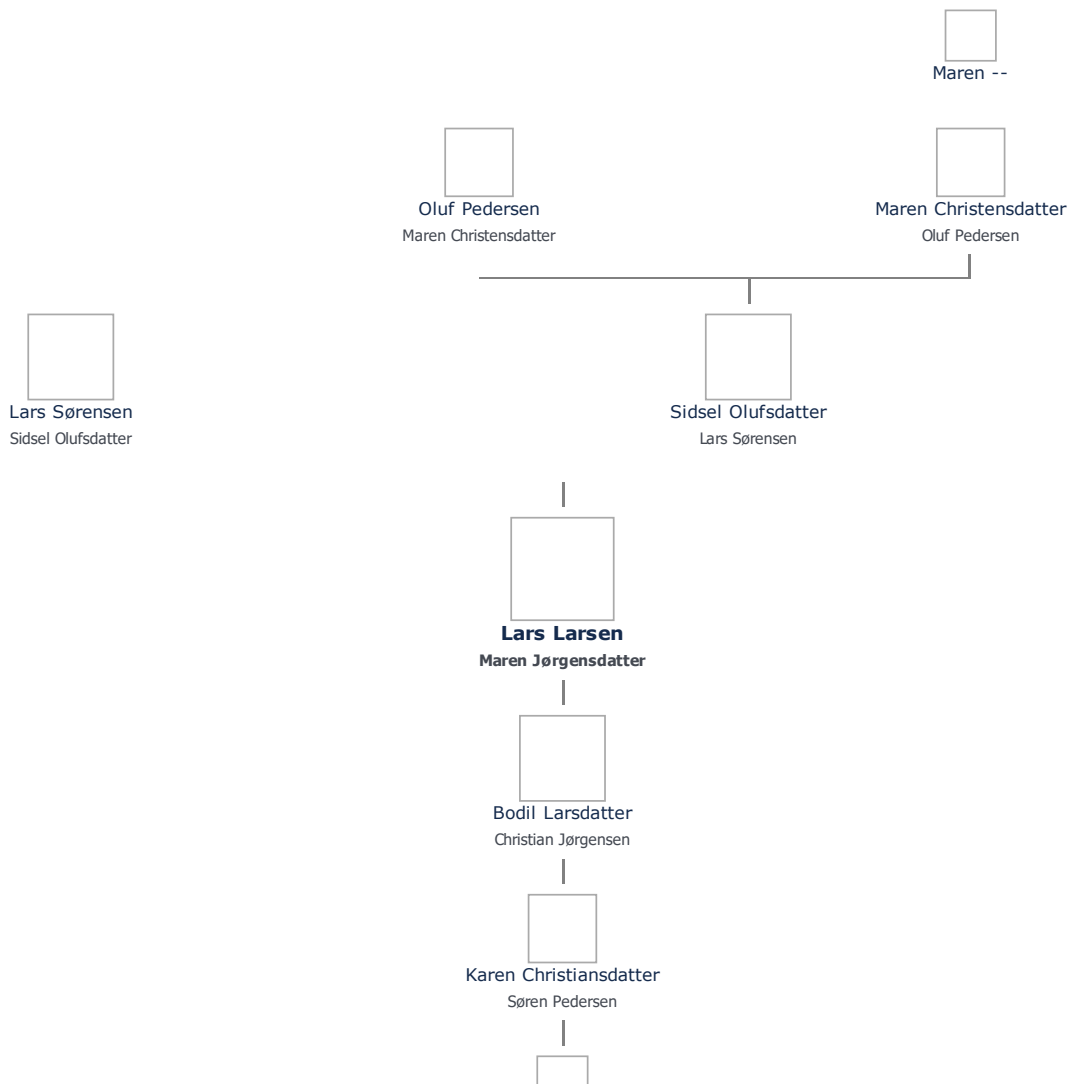 Maren --
Oluf Pedersen
Maren Christensdatter
Maren Christensdatter
Oluf Pedersen
Lars Sørensen
Sidsel Olufsdatter
Sidsel Olufsdatter
Lars Sørensen
Lars Larsen
Maren Jørgensdatter
Bodil Larsdatter
Christian Jørgensen
Karen Christiansdatter
Søren Pedersen